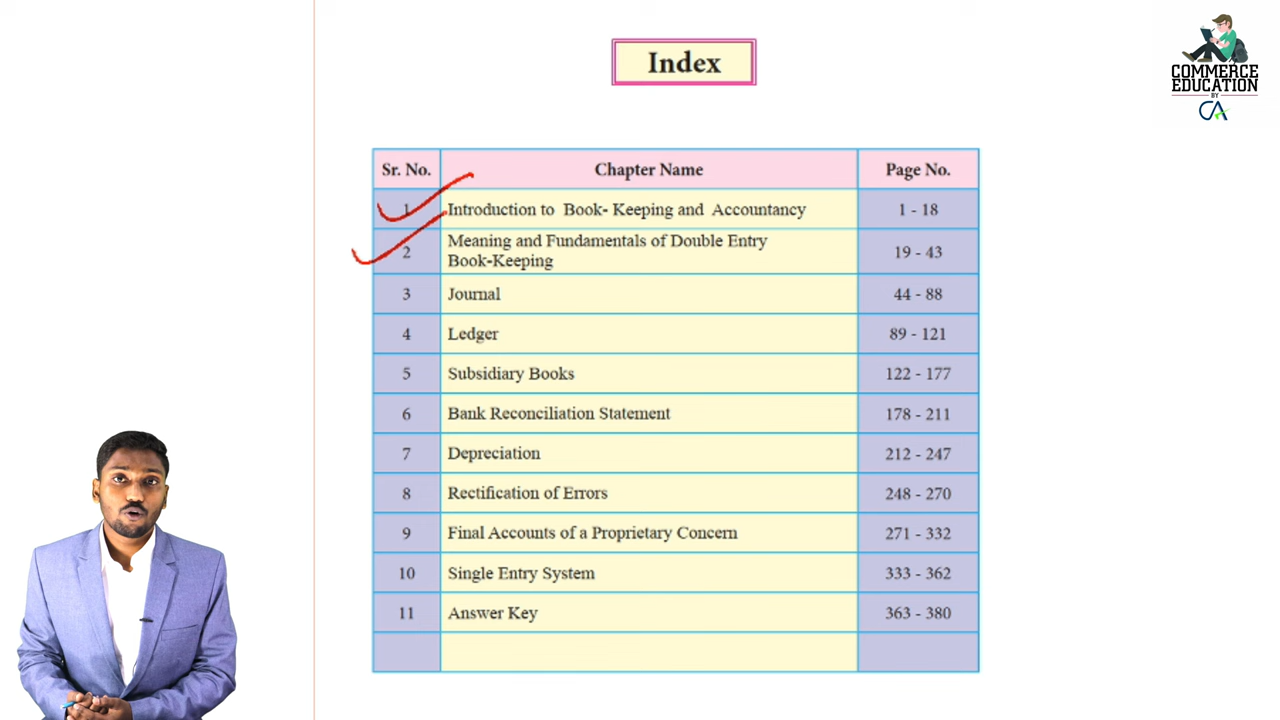 Index
COMMERCE
EDUCATION
BY
CA
Sr. No. Chapter Name Page No.
1 Introduction to Book- Keeping and Accountancy 1 - 18
2 Meaning and Fundamentals of Double Entry
Book-Keeping 19 - 43
3 Journal 44 - 88
4 Ledger 89 - 121
5 Subsidiary Books 122 - 177
6 Bank Reconciliation Statement 178 - 211
7 Depreciation 212 - 247
8 Rectification of Errors 248 - 270
9 Final Accounts of a Proprietary Concern 271 - 332
10 Single Entry System 333 - 362
11 Answer Key 363 - 380